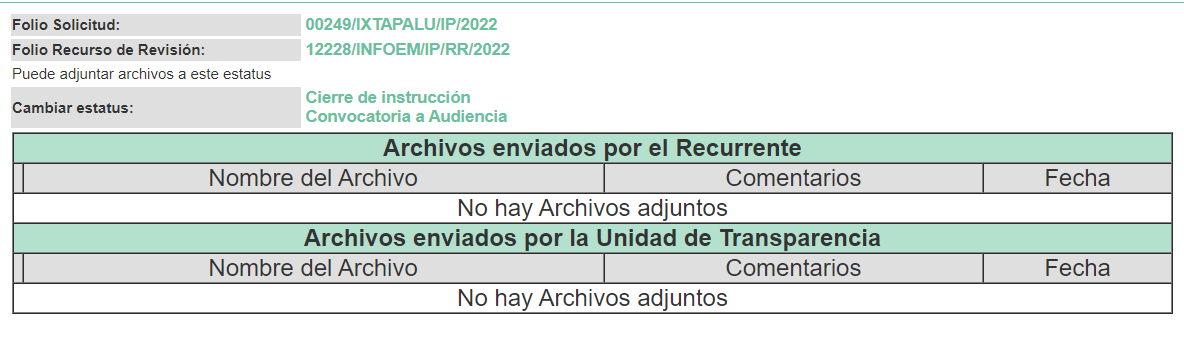 Folio Solicitud: 00249/IXTAPALU/IP/2022
Folio Recurso de Revisión: 12228/INFOEM/IP/RR/2022
Puede adjuntar archivos a este estatus
Cambiar estatus: Cierre de instrucción
Convocatoria a Audiencia
Archivos enviados por el Recurrente
Nombre del Archivo Comentarios Fecha
No hay Archivos adjuntos
Archivos enviados por la Unidad de Transparencia
Nombre del Archivo Comentarios Fecha
No hay Archivos adjuntos